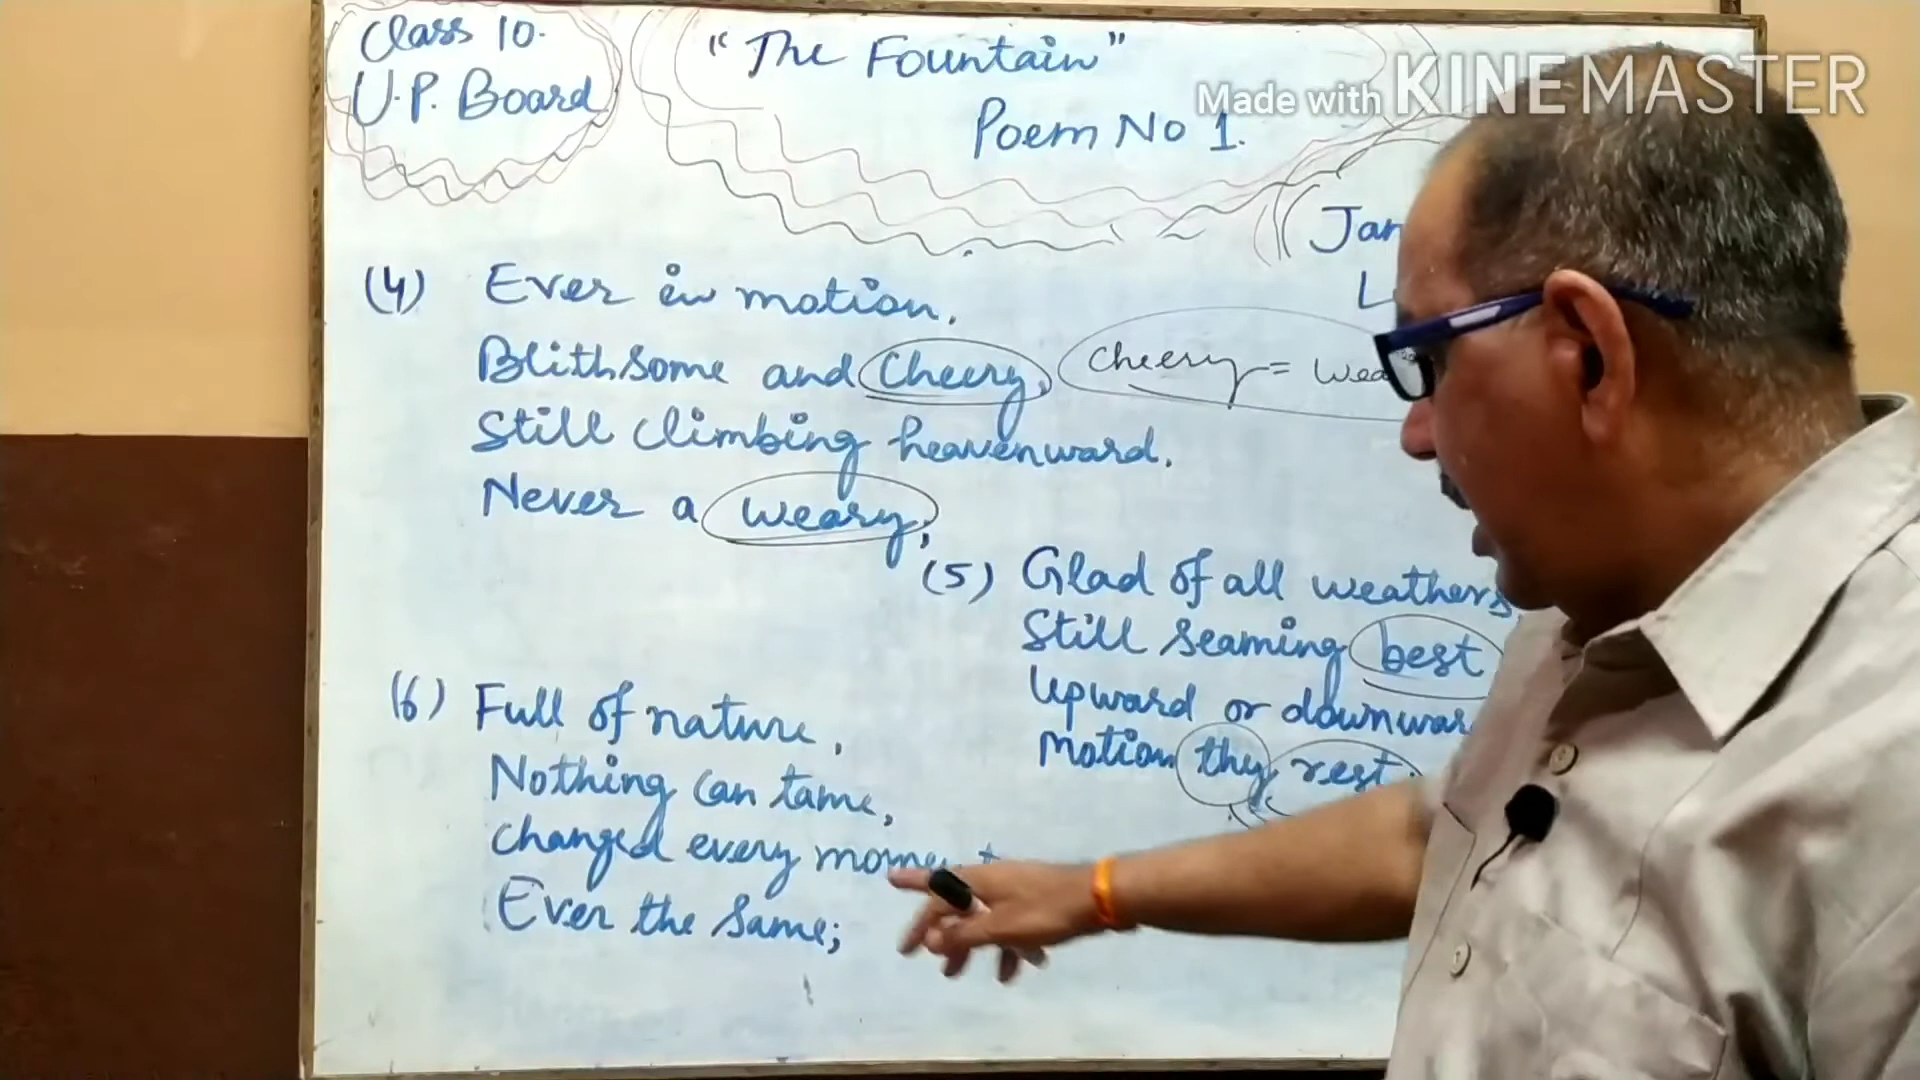 Class 10.
U.P. Board
"The Fountain"
Poem No 1.
Made with KINEMASTER
(4) Ever in motion.
Blithsome and Cheery,
cheery =
Still climbing heavenward.
Never a weary;
(5) Glad of all weathers
Still seaming best
Upward or
Motion thy rest.
(6) Full of nature,
Nothing can tame,
changed every
Ever the same;